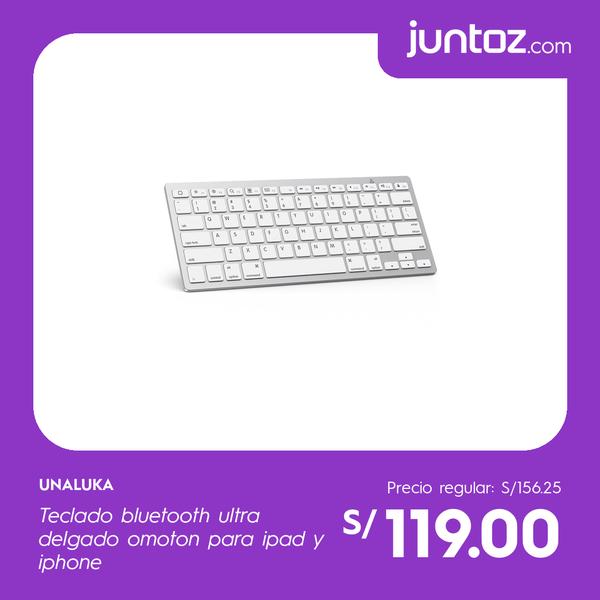 juntoz.com
UNALUKA
Teclado bluetooth ultra
delgado omoton para ipad y
iphone
Precio regular: S/156.25
S/119.00